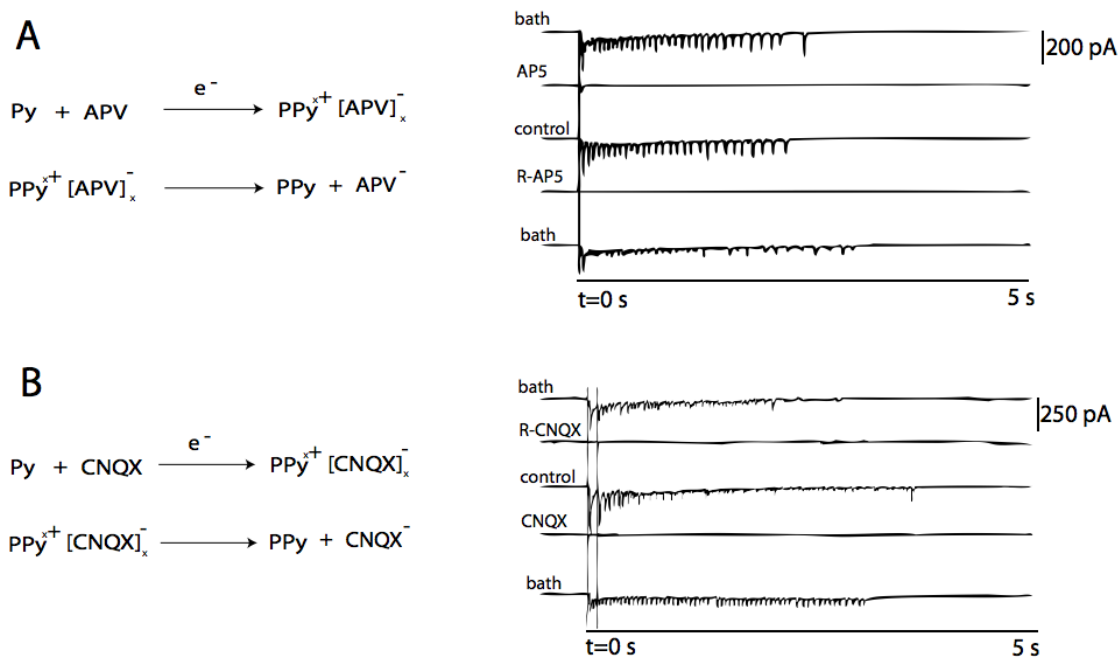 A
Py + APV e⁻ PPyˣ⁺ [APV]ₓ⁻
PPyˣ⁺ [APV]ₓ⁻ PPy + APV⁻
bath
200 pA
AP5
control
R-AP5
bath
t=0 s 5 s
B
Py + CNQX e⁻ PPyˣ⁺ [CNQX]ₓ⁻
PPyˣ⁺ [CNQX]ₓ⁻ PPy + CNQX⁻
bath
250 pA
R-CNQX
control
CNQX
bath
t=0 s 5 s